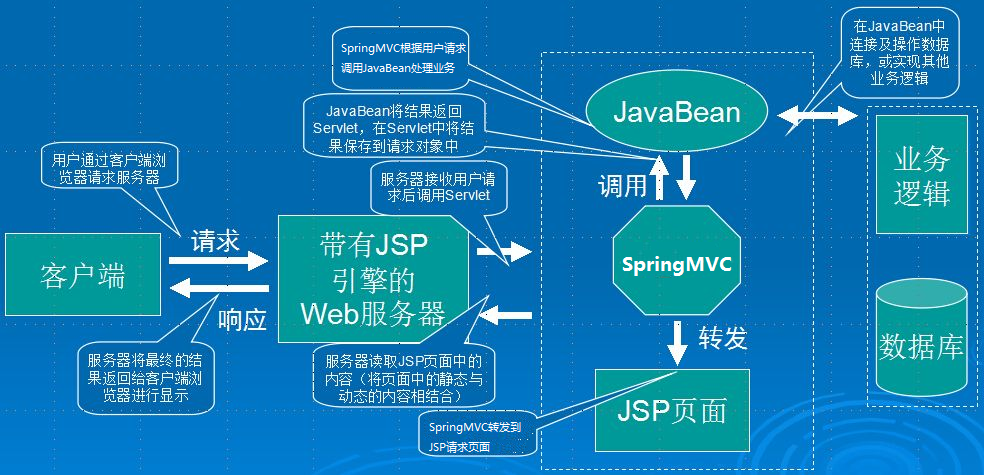 SpringMVC根据用户请求
调用JavaBean处理业务
在JavaBean中
连接及操作数据
库，或实现其他
业务逻辑
JavaBean
JavaBean将结果返回
Servlet，在Servlet中将结
果保存到请求对象中
业务
逻辑
用户通过客户端浏
览器请求服务器
服务器接收用户请
求后调用Servlet
调用
请求
客户端
带有JSP
引擎的
Web服务器
SpringMVC
响应
转发
数据库
服务器将最终的结
果返回给客户端浏
览器进行显示
服务器读取JSP页面中的
内容（将页面中的静态与
动态的内容相结合）
SpringMVC转发到
JSP请求页面
JSP页面